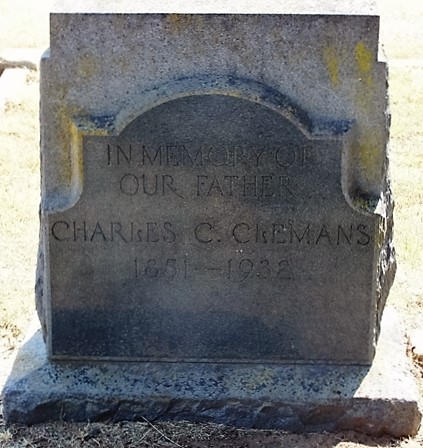 IN MEMORY OF
OUR FATHER
CHARLES C. CLEMANS
1851-1932